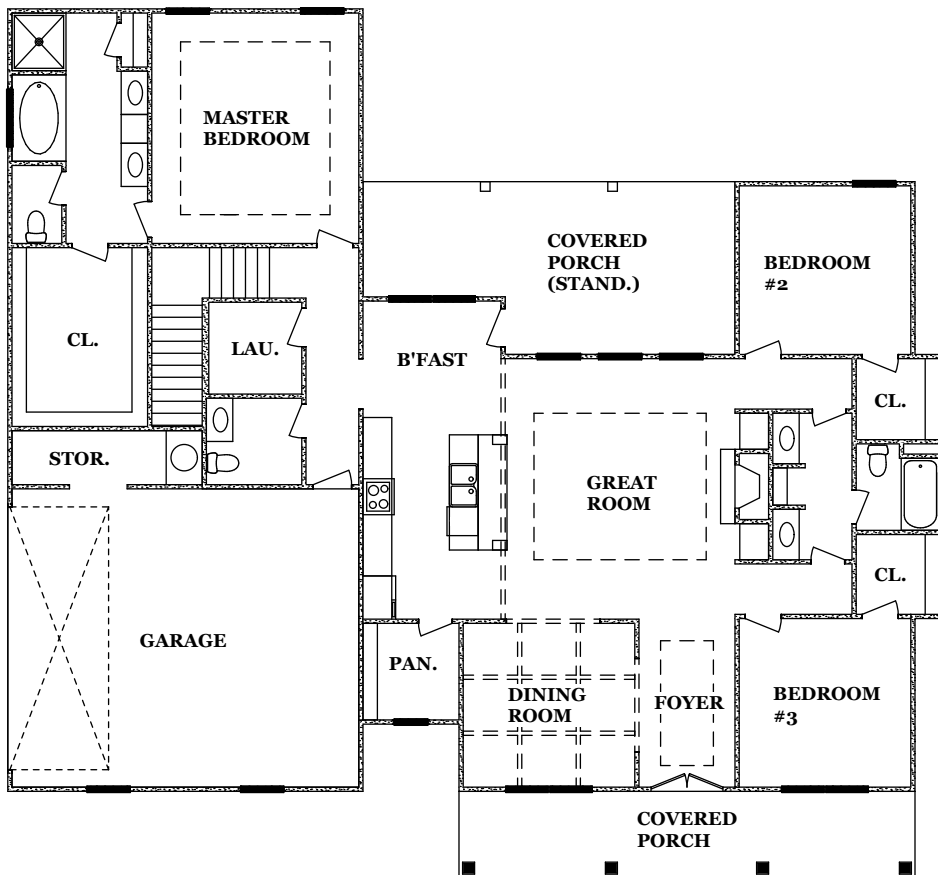 MASTER
BEDROOM
COVERED
PORCH
(STAND.)
BEDROOM
#2
CL.
LAU.
B'FAST
CL.
STOR.
GREAT
ROOM
CL.
GARAGE
PAN.
DINING
ROOM
FOYER
BEDROOM
#3
COVERED
PORCH